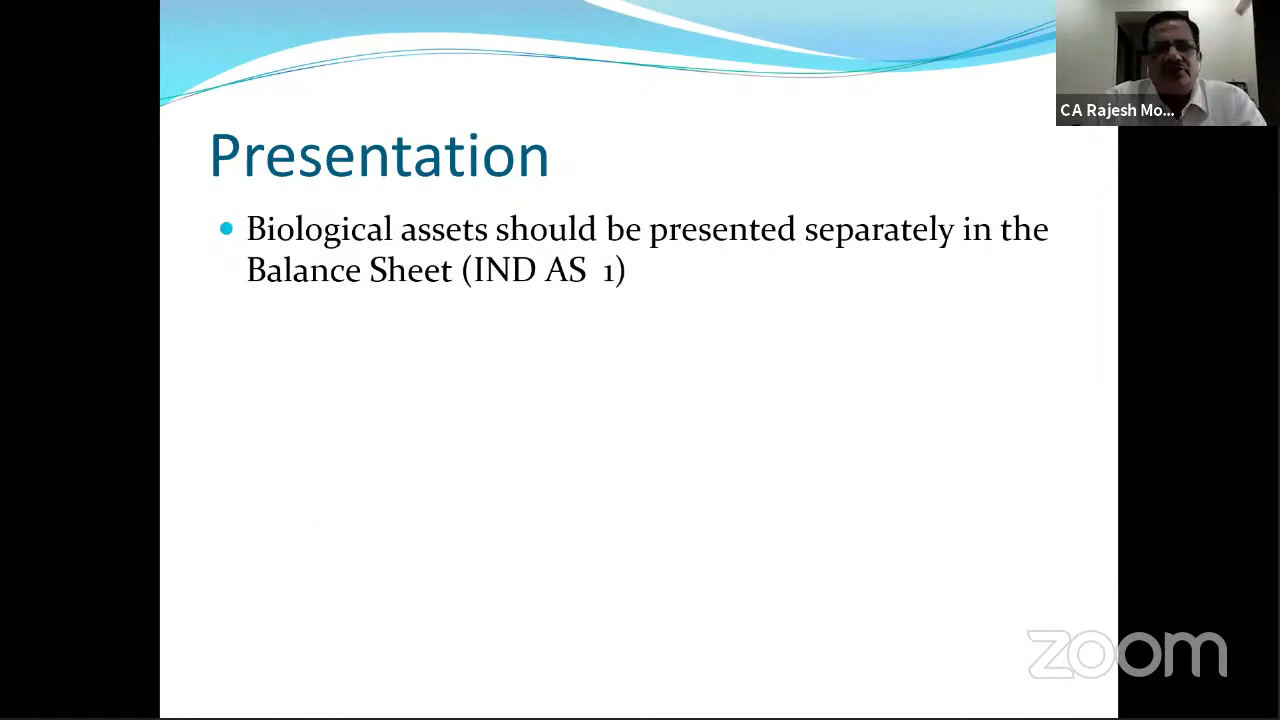 CA Rajesh Mo...
Presentation
Biological assets should be presented separately in the
Balance Sheet (IND AS 1)
zoom